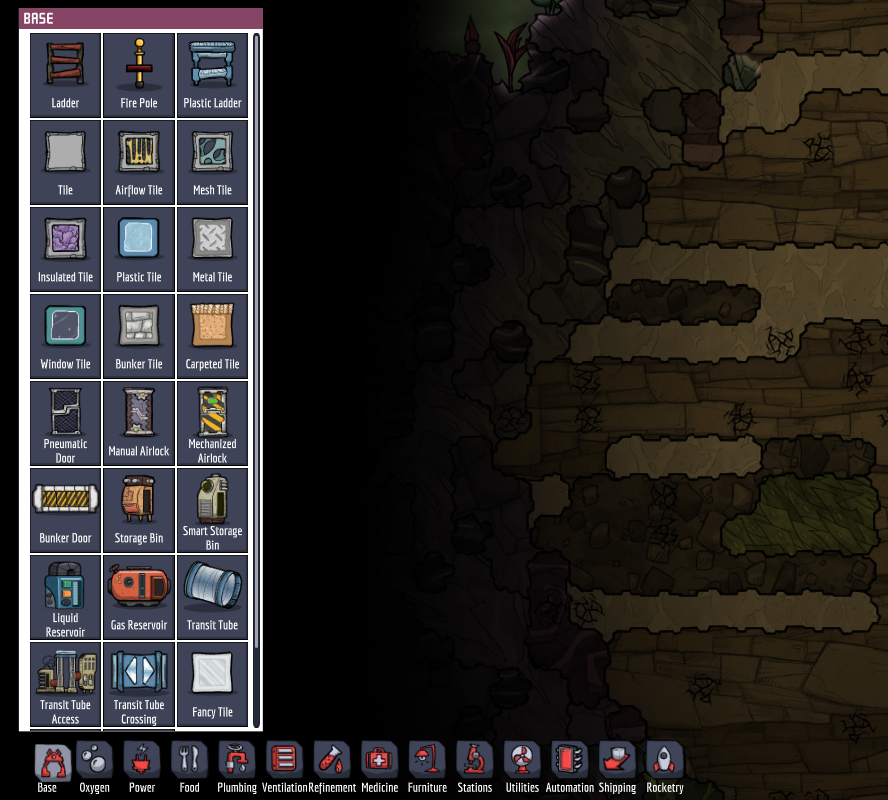 BASE
Ladder
Fire Pole
Plastic Ladder
Tile
Airflow Tile
Mesh Tile
Insulated Tile
Plastic Tile
Metal Tile
Window Tile
Bunker Tile
Carpeted Tile
Pneumatic
Door
Manual Airlock
Mechanized
Airlock
Bunker Door
Storage Bin
Smart Storage
Bin
Liquid
Reservoir
Gas Reservoir
Transit Tube
Transit Tube
Access
Transit Tube
Crossing
Fancy Tile
Base
Oxygen
Power
Food
Plumbing
Ventilation
Refinement
Medicine
Furniture
Stations
Utilities
Automation
Shipping
Rocketry